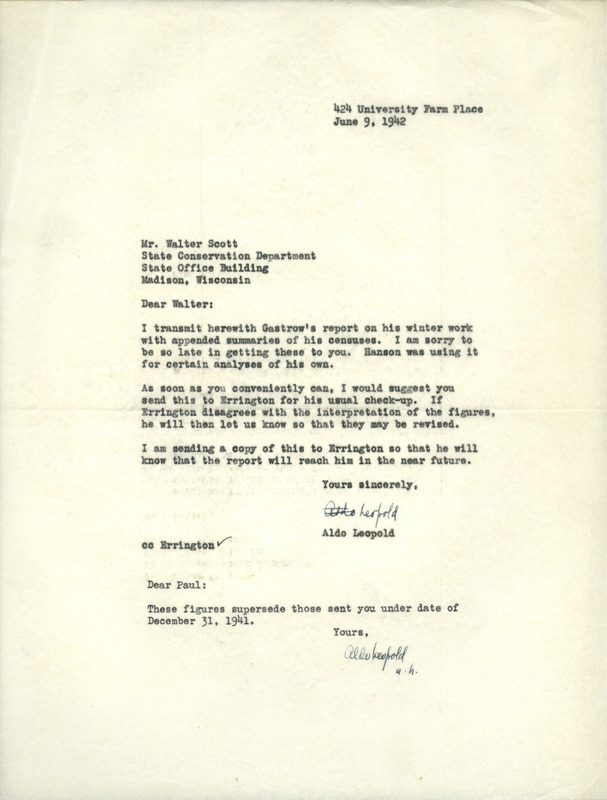 424 University Farm Place
June 9, 1942
Mr. Walter Scott
State Conservation Department
State Office Building
Madison, Wisconsin
Dear Walter:
I transmit herewith Gastrow's report on his winter work
with appended summaries of his censuses. I am sorry to
be so late in getting these to you. Hanson was using it
for certain analyses of his own.
As soon as you conveniently can, I would suggest you
send this to Errington for his usual check-up. If
Errington disagrees with the interpretation of the figures,
he will then let us know so that they may be revised.
I am sending a copy of this to Errington so that he will
know that the report will reach him in the near future.
Yours sincerely,
Aldo Leopold
Aldo Leopold
cc Errington ✓
Dear Paul:
These figures supersede those sent you under date of
December 31, 1941.
Yours,
Aldo Leopold
a.h.